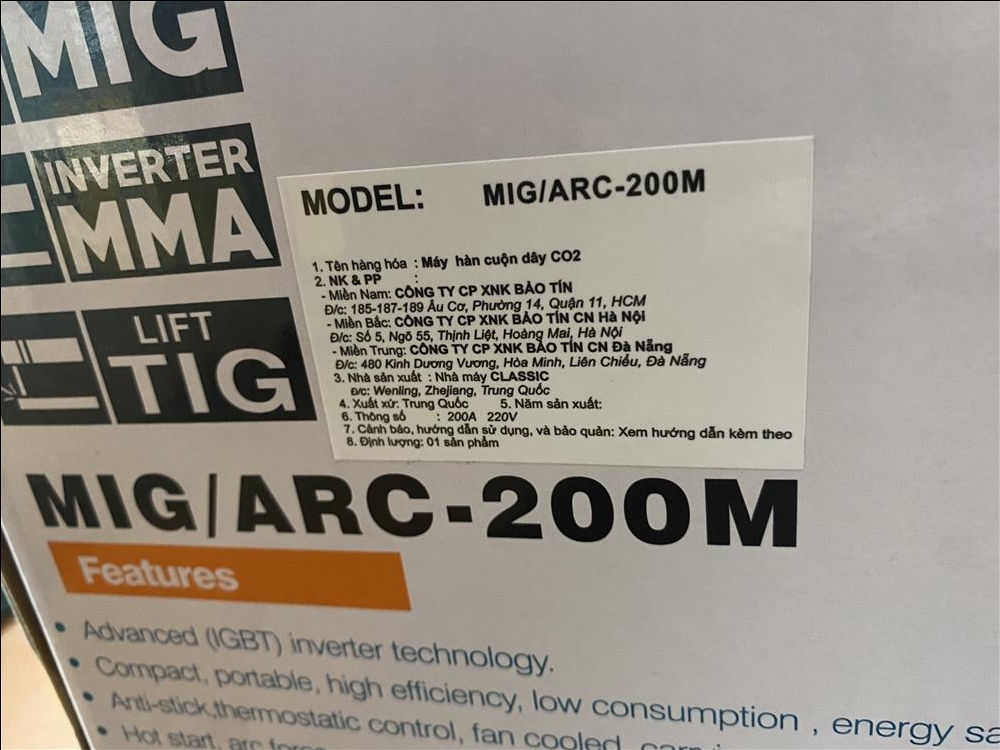 MIG
INVERTER
MMA
LIFT
TIG
MODEL: MIG/ARC-200M
1. Tên hàng hóa : Máy hàn cuộn dây CO2
2. NK & PP :
- Miền Nam: CÔNG TY CP XNK BẢO TÍN
Đ/c: 185-187-189 Âu Cơ, Phường 14, Quận 11, HCM
- Miền Bắc: CÔNG TY CP XNK BẢO TÍN CN Hà Nội
Đ/c: Số 5, Ngõ 55, Thịnh Liệt, Hoàng Mai, Hà Nội
- Miền Trung: CÔNG TY CP XNK BẢO TÍN CN Đà Nẵng
Đ/c: 480 Kinh Dương Vương, Hòa Minh, Liên Chiểu, Đà Nẵng
3. Nhà sản xuất : Nhà máy CLASSIC
Đ/c: Wenling, Zhejiang, Trung Quốc
4. Xuất xứ: Trung Quốc 5. Năm sản xuất:
6. Thông số : 200A 220V
7. Cảnh báo, hướng dẫn sử dụng, và bảo quản: Xem hướng dẫn kèm theo
8. Định lượng: 01 sản phẩm
MIG/ARC-200M
Features
• Advanced (IGBT) inverter technology.
• Compact, portable, high efficiency, low consumption , energy sa
• Anti-stick,thermostatic control, fan cooled
• Hot start, arc